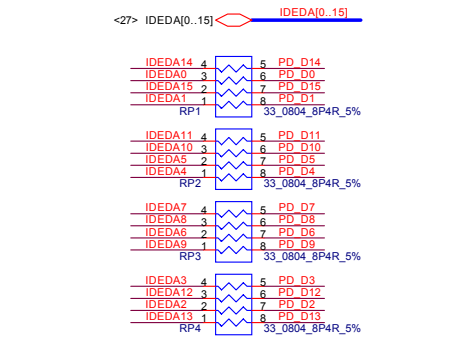 <27> IDEDA[0..15] IDEDA[0..15]
IDEDA14 4 5 PD_D14
IDEDA0 3 6 PD_D0
IDEDA15 2 7 PD_D15
IDEDA1 1 8 PD_D1
RP1 33_0804_8P4R_5%
IDEDA11 4 5 PD_D11
IDEDA10 3 6 PD_D10
IDEDA5 2 7 PD_D5
IDEDA4 1 8 PD_D4
RP2 33_0804_8P4R_5%
IDEDA7 4 5 PD_D7
IDEDA8 3 6 PD_D8
IDEDA6 2 7 PD_D6
IDEDA9 1 8 PD_D9
RP3 33_0804_8P4R_5%
IDEDA3 4 5 PD_D3
IDEDA12 3 6 PD_D12
IDEDA2 2 7 PD_D2
IDEDA13 1 8 PD_D13
RP4 33_0804_8P4R_5%